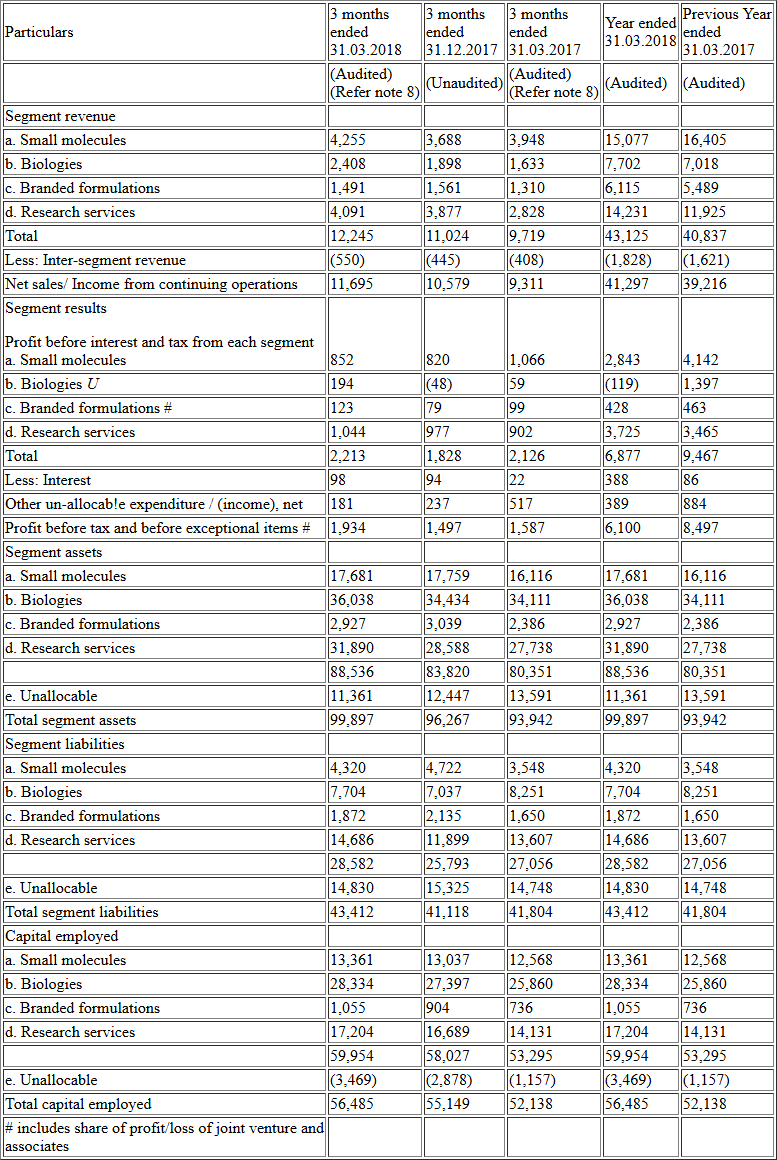 Particulars 3 months ended 31.03.2018 3 months ended 31.12.2017 3 months ended 31.03.2017 Year ended 31.03.2018 Previous Year ended 31.03.2017
(Audited) (Refer note 8) (Unaudited) (Audited) (Refer note 8) (Audited) (Audited)
Segment revenue
a. Small molecules 4,255 3,688 3,948 15,077 16,405
b. Biologies 2,408 1,898 1,633 7,702 7,018
c. Branded formulations 1,491 1,561 1,310 6,115 5,489
d. Research services 4,091 3,877 2,828 14,231 11,925
Total 12,245 11,024 9,719 43,125 40,837
Less: Inter-segment revenue (550) (445) (408) (1,828) (1,621)
Net sales/ Income from continuing operations 11,695 10,579 9,311 41,297 39,216
Segment results
Profit before interest and tax from each segment
a. Small molecules 852 820 1,066 2,843 4,142
b. Biologies U 194 (48) 59 (119) 1,397
c. Branded formulations # 123 79 99 428 463
d. Research services 1,044 977 902 3,725 3,465
Total 2,213 1,828 2,126 6,877 9,467
Less: Interest 98 94 22 388 86
Other un-allocab!e expenditure / (income), net 181 237 517 389 884
Profit before tax and before exceptional items # 1,934 1,497 1,587 6,100 8,497
Segment assets
a. Small molecules 17,681 17,759 16,116 17,681 16,116
b. Biologies 36,038 34,434 34,111 36,038 34,111
c. Branded formulations 2,927 3,039 2,386 2,927 2,386
d. Research services 31,890 28,588 27,738 31,890 27,738
88,536 83,820 80,351 88,536 80,351
e. Unallocable 11,361 12,447 13,591 11,361 13,591
Total segment assets 99,897 96,267 93,942 99,897 93,942
Segment liabilities
a. Small molecules 4,320 4,722 3,548 4,320 3,548
b. Biologies 7,704 7,037 8,251 7,704 8,251
c. Branded formulations 1,872 2,135 1,650 1,872 1,650
d. Research services 14,686 11,899 13,607 14,686 13,607
28,582 25,793 27,056 28,582 27,056
e. Unallocable 14,830 15,325 14,748 14,830 14,748
Total segment liabilities 43,412 41,118 41,804 43,412 41,804
Capital employed
a. Small molecules 13,361 13,037 12,568 13,361 12,568
b. Biologies 28,334 27,397 25,860 28,334 25,860
c. Branded formulations 1,055 904 736 1,055 736
d. Research services 17,204 16,689 14,131 17,204 14,131
59,954 58,027 53,295 59,954 53,295
e. Unallocable (3,469) (2,878) (1,157) (3,469) (1,157)
Total capital employed 56,485 55,149 52,138 56,485 52,138
# includes share of profit/loss of joint venture and
associates